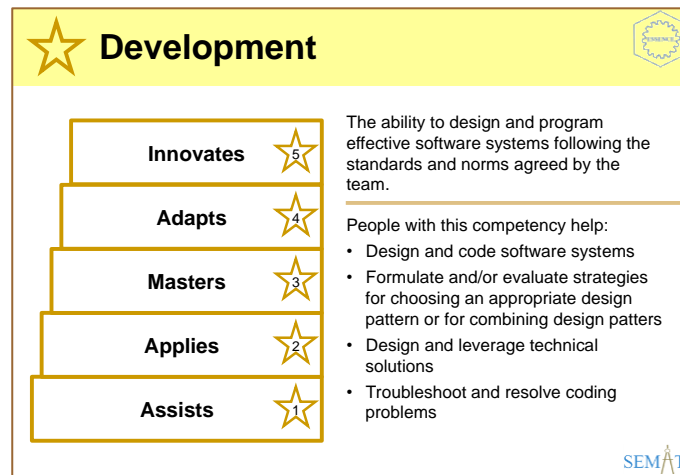 Development
ESSENCE
Innovates 5
Adapts 4
Masters 3
Applies 2
Assists 1
The ability to design and program
effective software systems following the
standards and norms agreed by the
team.
People with this competency help:
• Design and code software systems
• Formulate and/or evaluate strategies
for choosing an appropriate design
pattern or for combining design patters
• Design and leverage technical
solutions
• Troubleshoot and resolve coding
problems
SEMAT